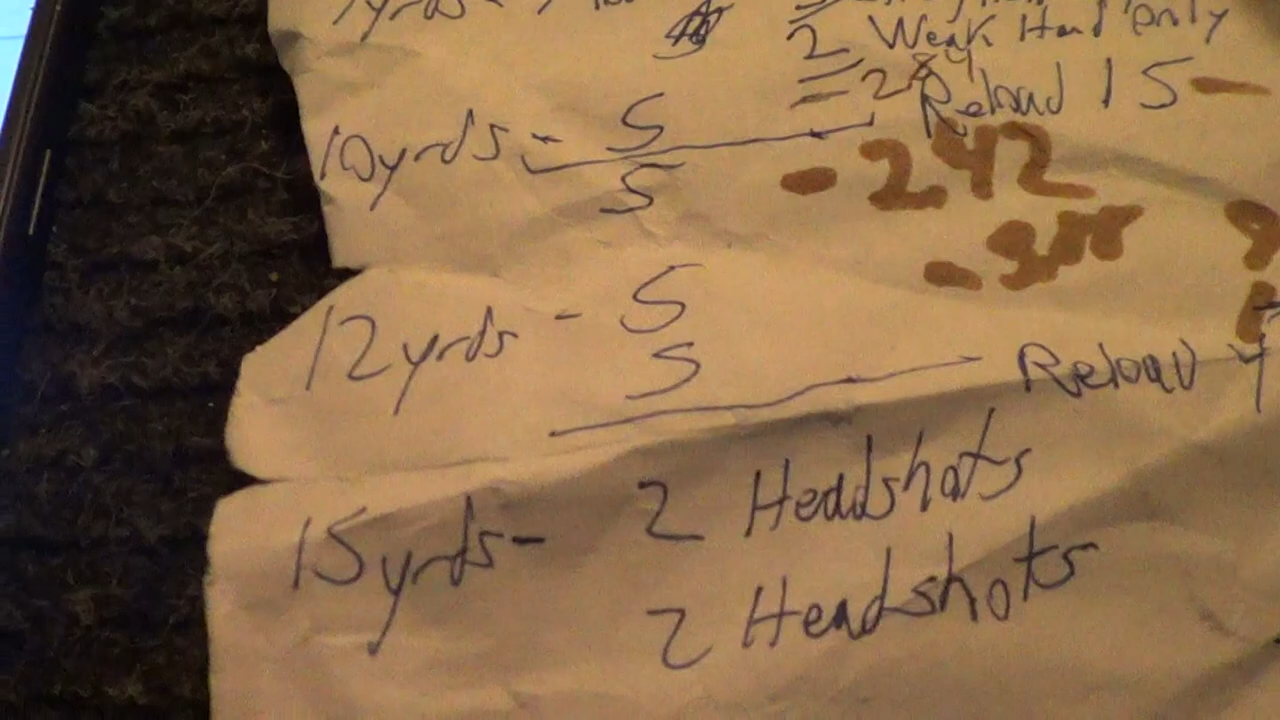 2 Weak Hand only
= 284
Reload 15 -
10yrds - 5
5
- 242
12yrds - 5
5
Reload 4
15yrds - 2 Headshots
2 Headshots